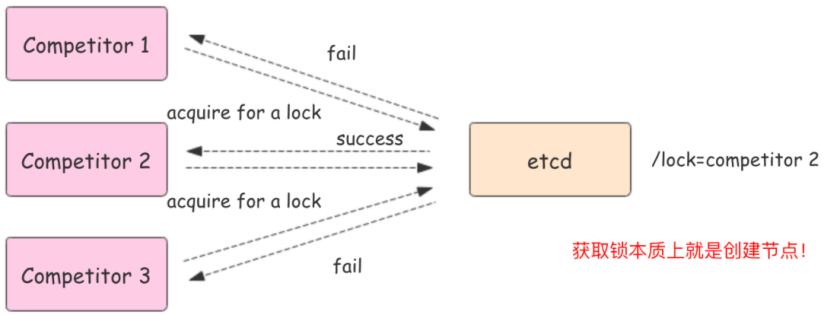 Competitor 1
fail
acquire for a lock
success
Competitor 2
etcd
/lock=competitor 2
acquire for a lock
获取锁本质上就是创建节点！
Competitor 3
fail